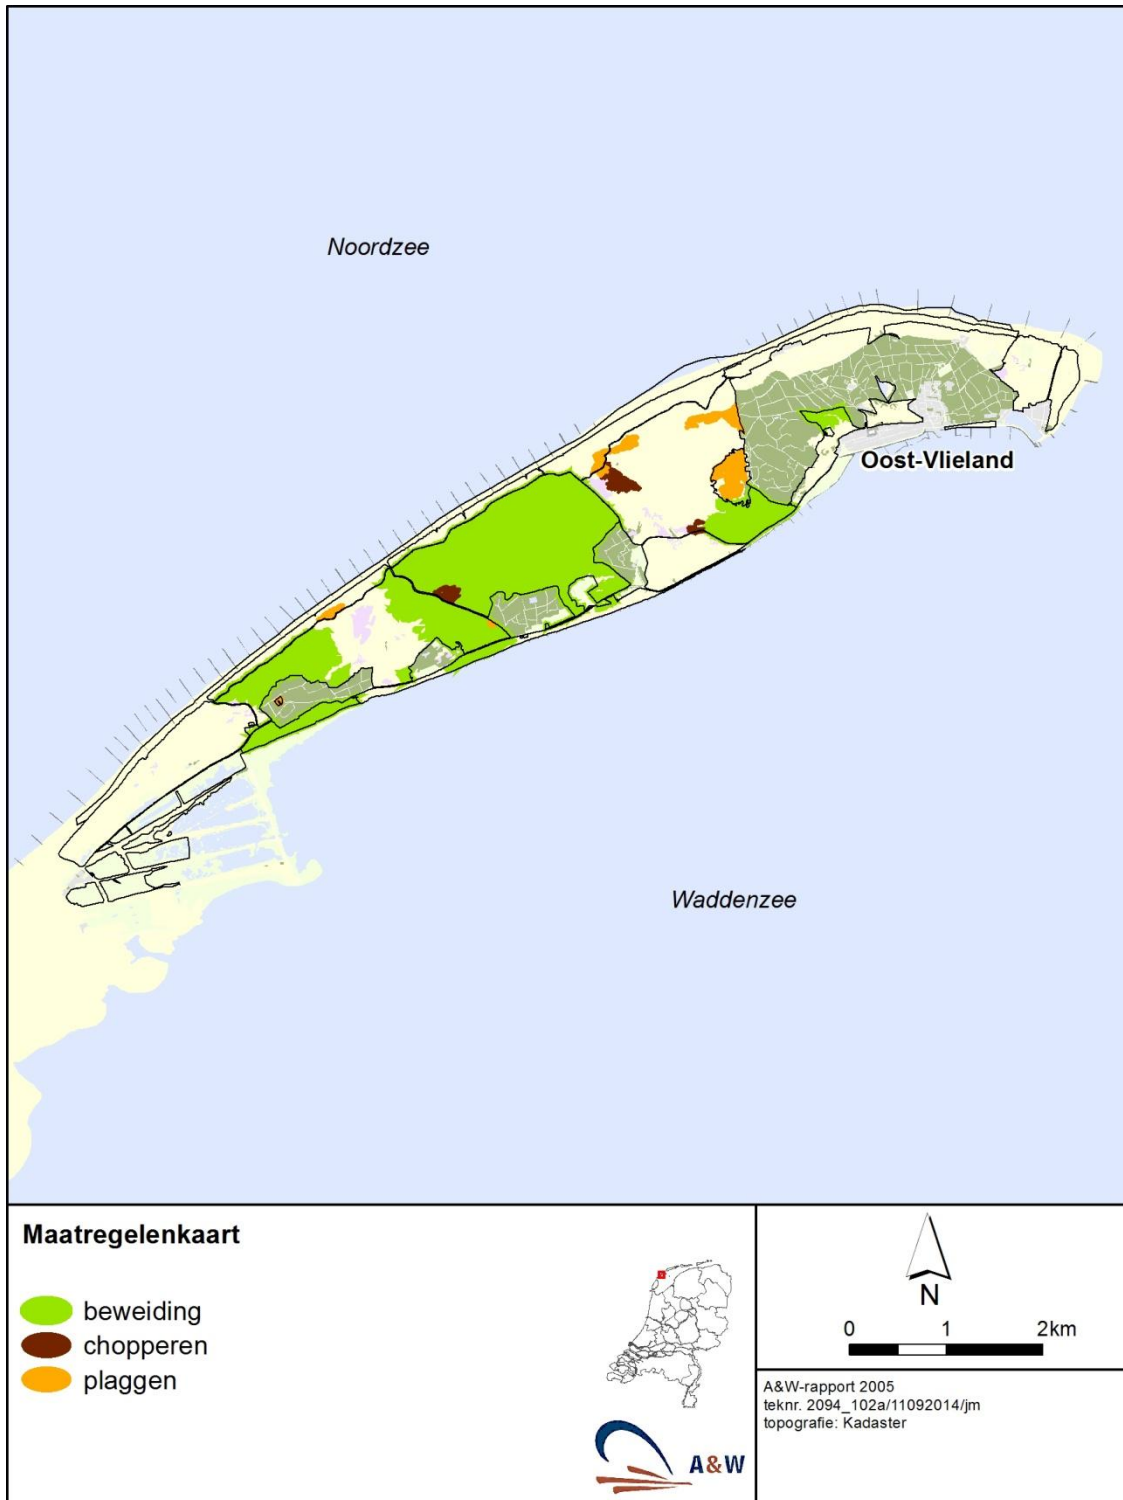 Noordzee
Oost-Vlieland
Waddenzee
Maatregelenkaart
beweiding
chopperen
plaggen
A&W
N
0 1 2km
A&W-rapport 2005
teknr. 2094_102a/11092014/jm
topografie: Kadaster